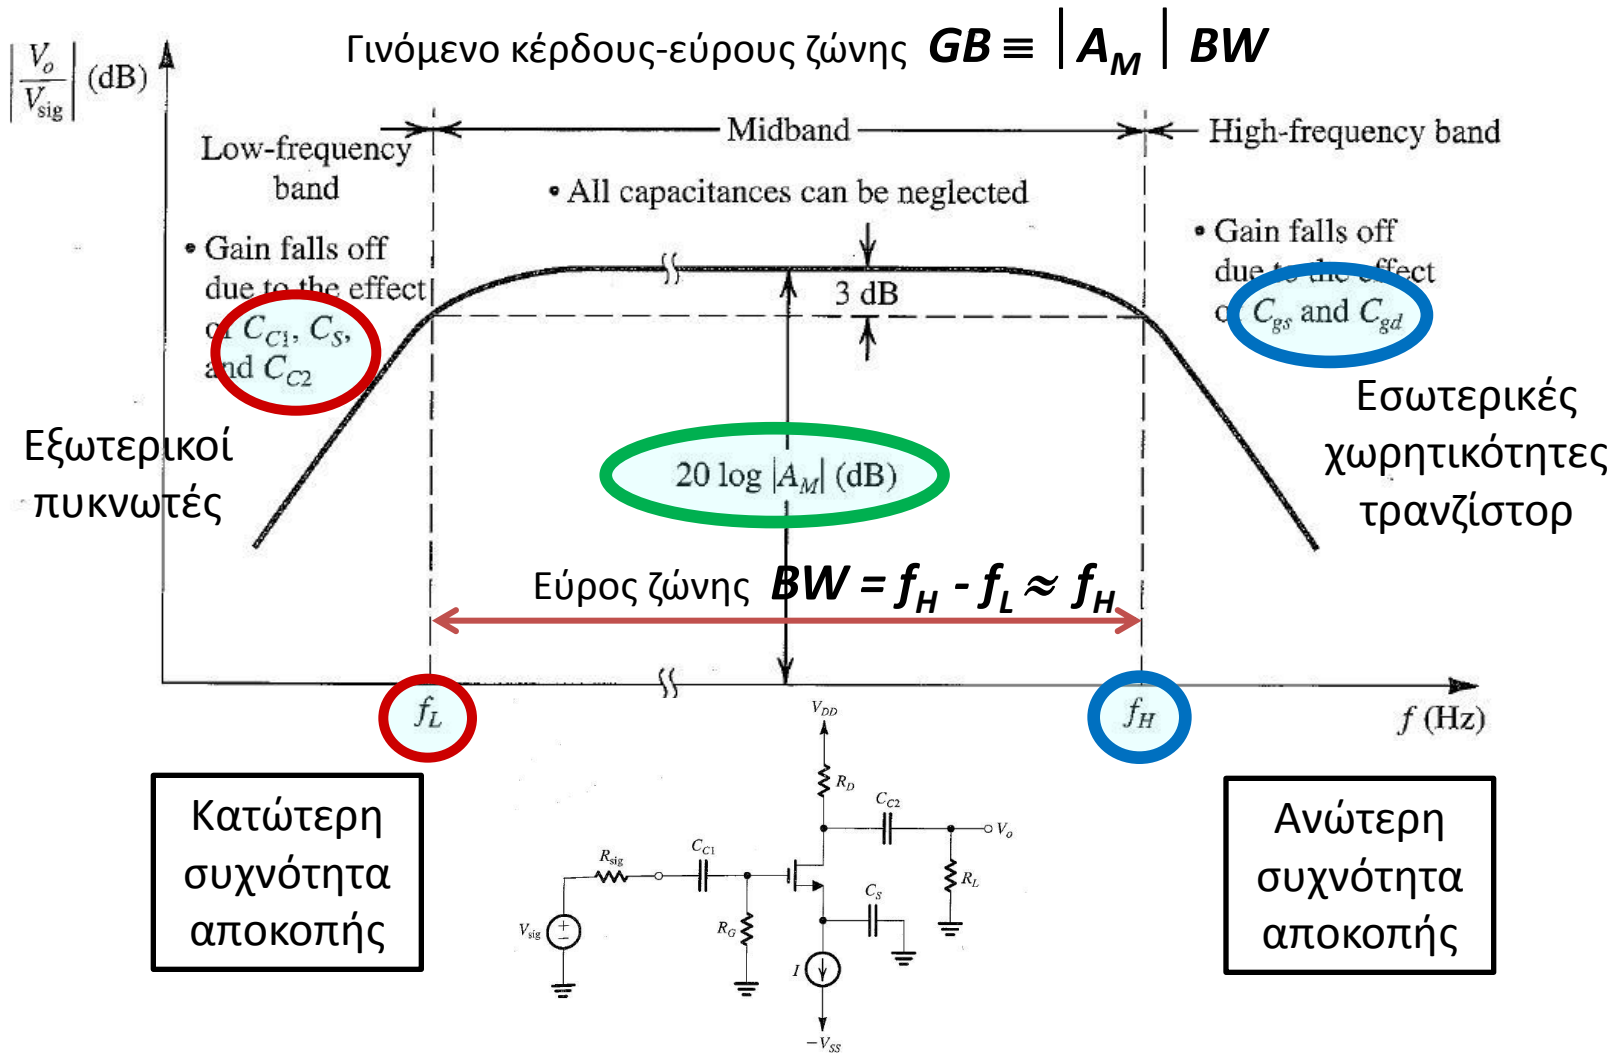 Γινόμενο κέρδους-εύρους ζώνης GB ≡ | A_M | BW
|V_o / V_sig| (dB)
Low-frequency
band
Midband
High-frequency band
• All capacitances can be neglected
• Gain falls off
due to the effect
of C_C1, C_S,
and C_C2
3 dB
• Gain falls off
due to the effect
of C_gs and C_gd
Εξωτερικοί
πυκνωτές
20 log |A_M| (dB)
Εσωτερικές
χωρητικότητες
τρανζίστορ
Εύρος ζώνης BW = f_H - f_L ≈ f_H
f_L
f_H
f (Hz)
Κατώτερη
συχνότητα
αποκοπής
V_DD
R_D
C_C2
V_o
C_C1
R_sig
R_L
C_S
R_G
V_sig
I
−V_SS
Ανώτερη
συχνότητα
αποκοπής